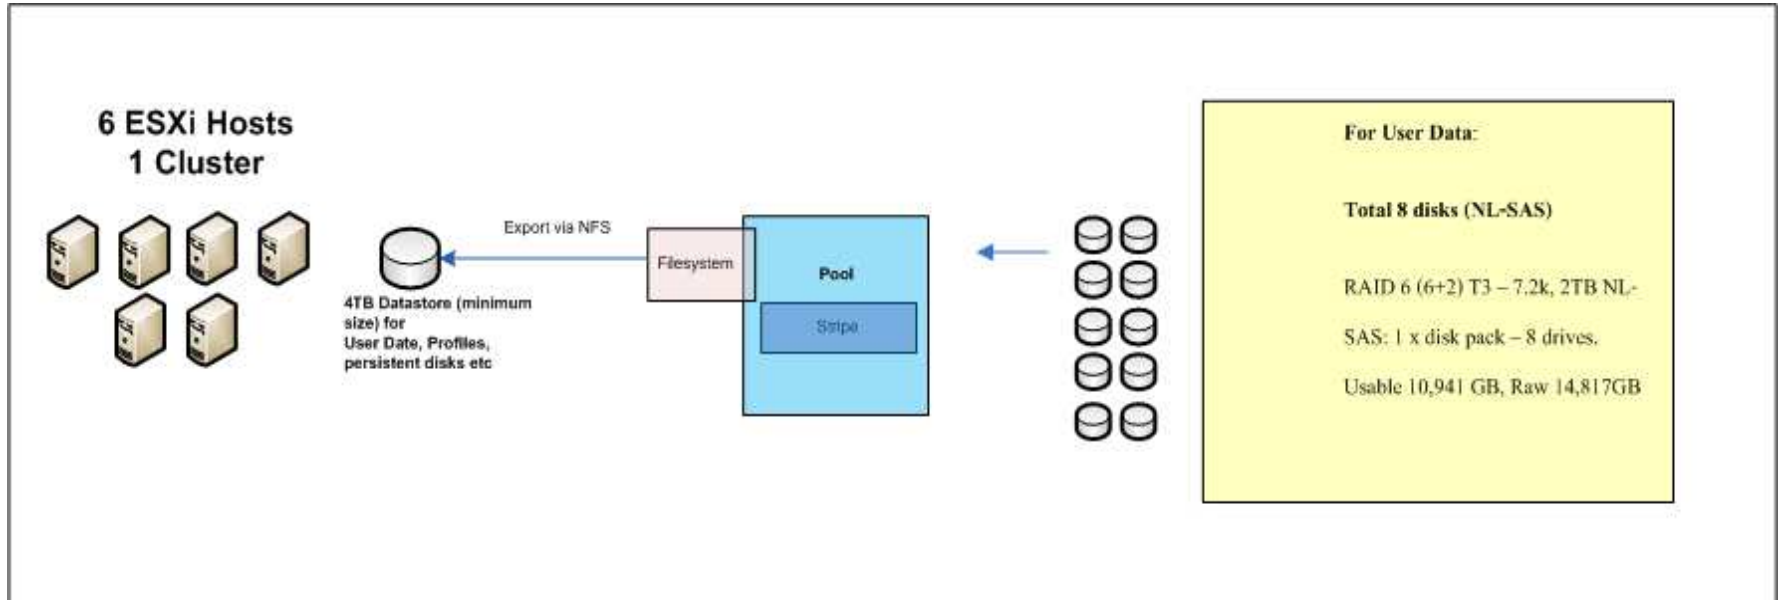 6 ESXi Hosts
1 Cluster
Export via NFS
4TB Datastore (minimum
size) for
User Date, Profiles,
persistent disks etc
Filesystem
Pool
Stripe
For User Data:
Total 8 disks (NL-SAS)
RAID 6 (6+2) T3 – 7.2k, 2TB NL-
SAS: 1 x disk pack – 8 drives.
Usable 10,941 GB, Raw 14,817GB